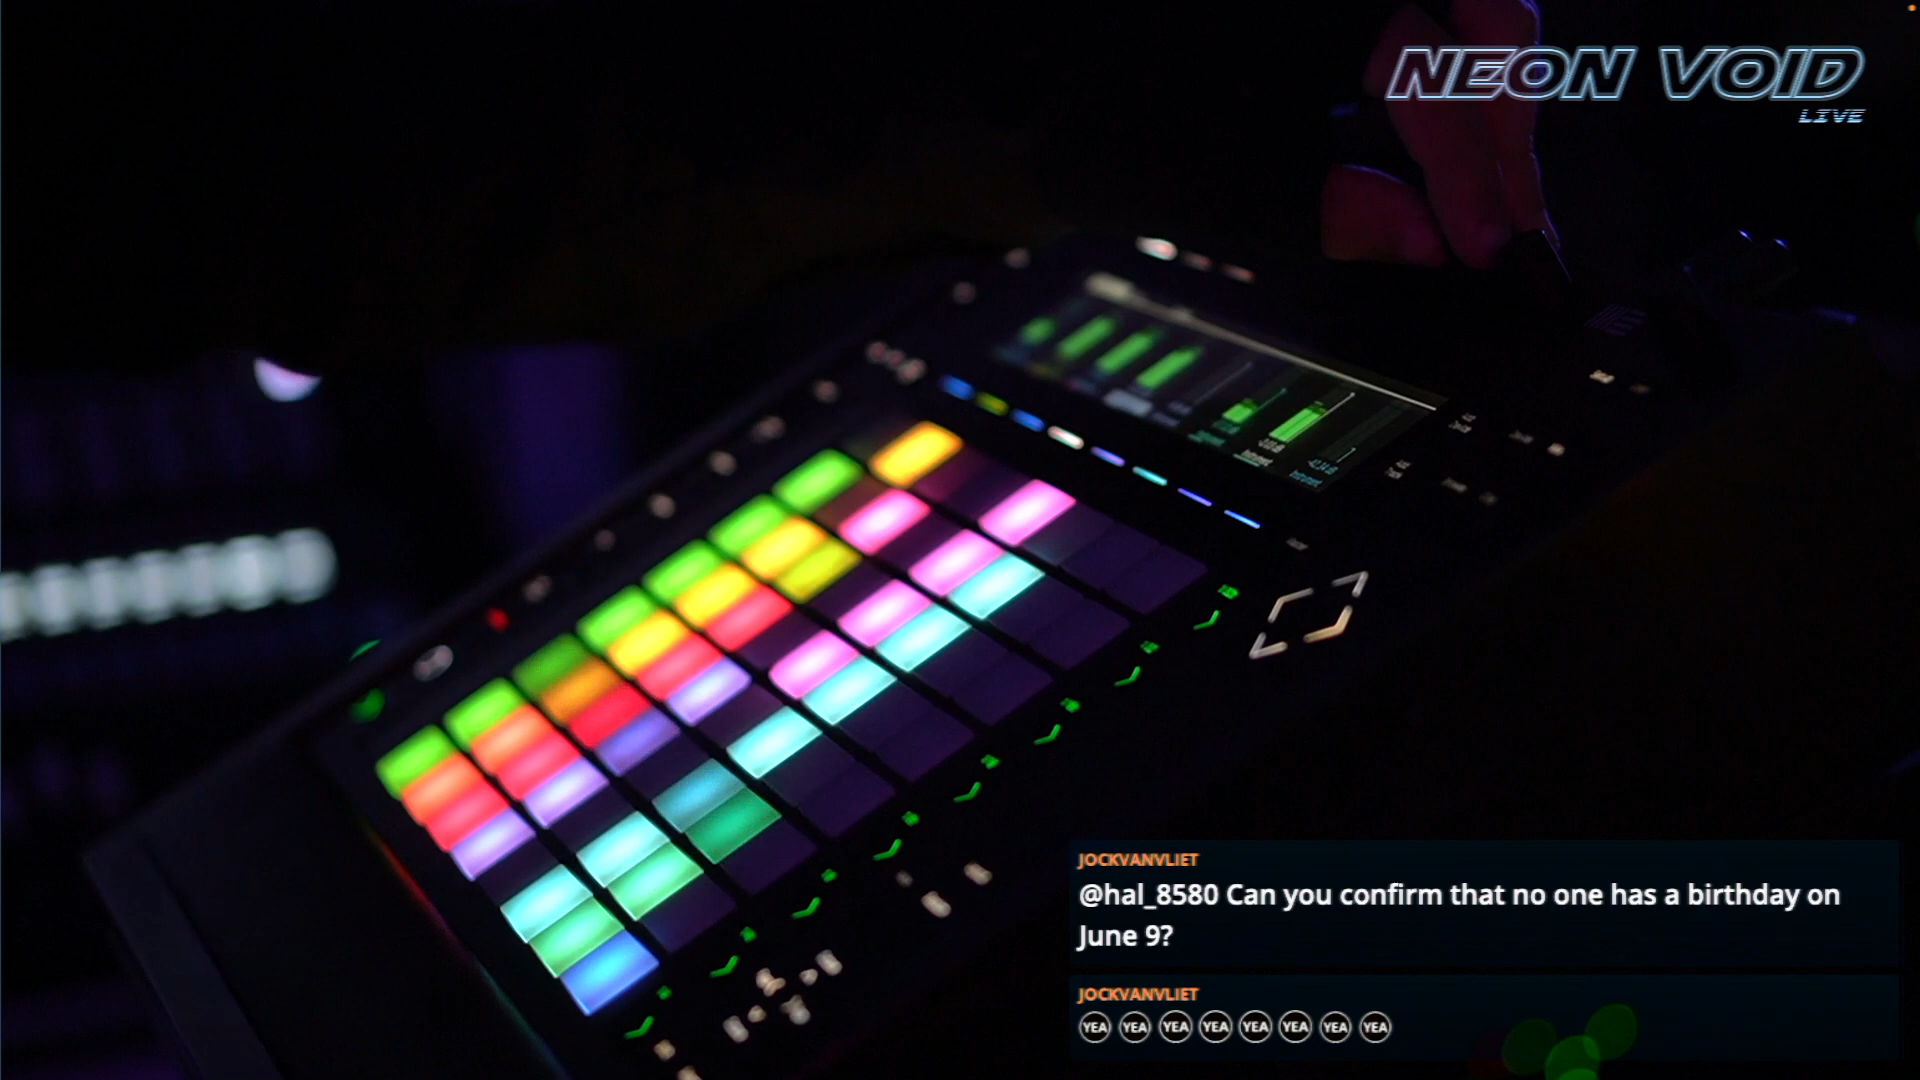 NEON VOID
LIVE
JOCKVANVLIET
@hal_8580 Can you confirm that no one has a birthday on
June 9?
JOCKVANVLIET
YEA YEA YEA YEA YEA YEA YEA YEA